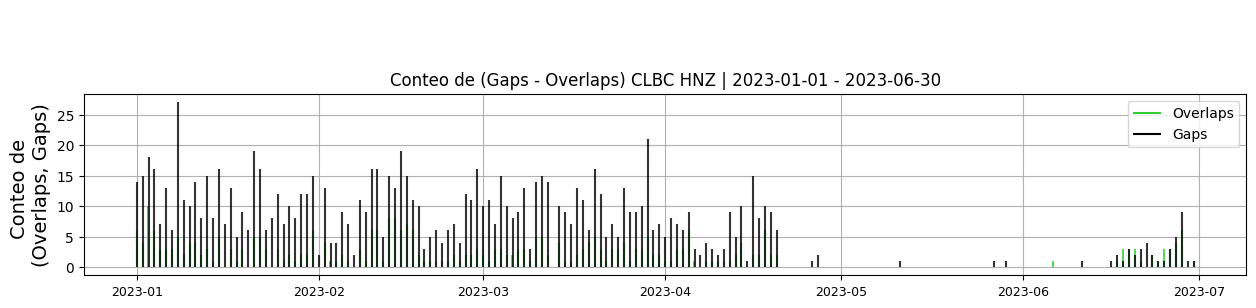 Conteo de (Gaps - Overlaps) CLBC HNZ | 2023-01-01 - 2023-06-30
Conteo de
(Overlaps, Gaps)
25
20
15
10
5
0
Overlaps
Gaps
2023-01
2023-02
2023-03
2023-04
2023-05
2023-06
2023-07